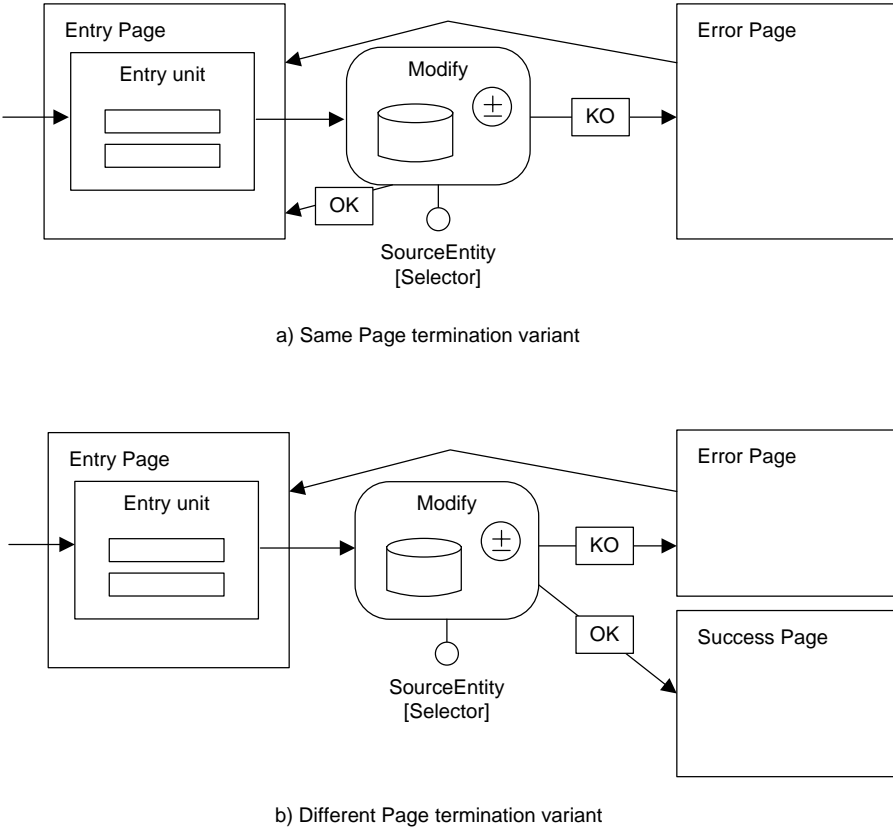 Entry Page
Entry unit
Modify
±
KO
Error Page
OK
SourceEntity
[Selector]
a) Same Page termination variant
Entry Page
Entry unit
Modify
±
KO
Error Page
OK
Success Page
SourceEntity
[Selector]
b) Different Page termination variant